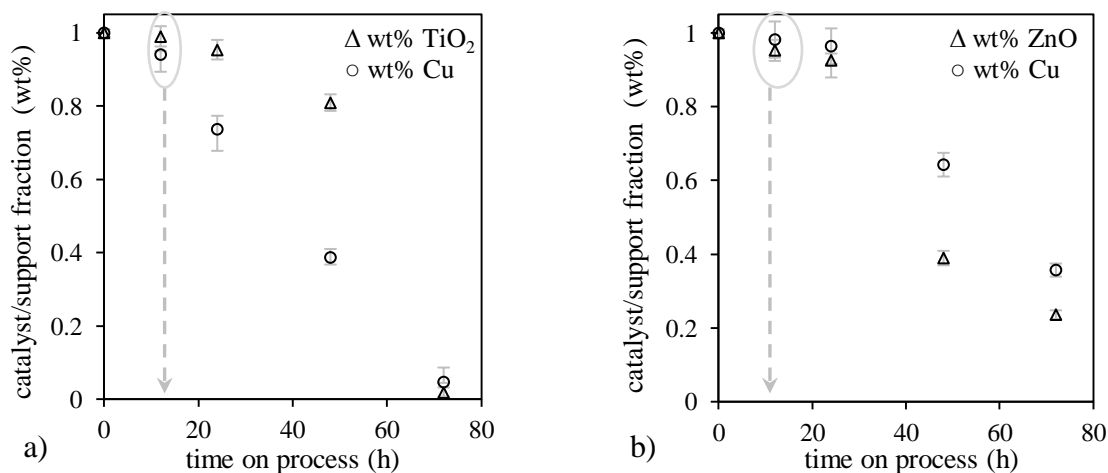 catalyst/support fraction (wt%)
1
0.8
0.6
0.4
0.2
0
0 20 40 60 80
time on process (h)
Δ wt% TiO₂
○ wt% Cu
a)
catalyst/support fraction (wt%)
1
0.8
0.6
0.4
0.2
0
0 20 40 60 80
time on process (h)
Δ wt% ZnO
○ wt% Cu
b)